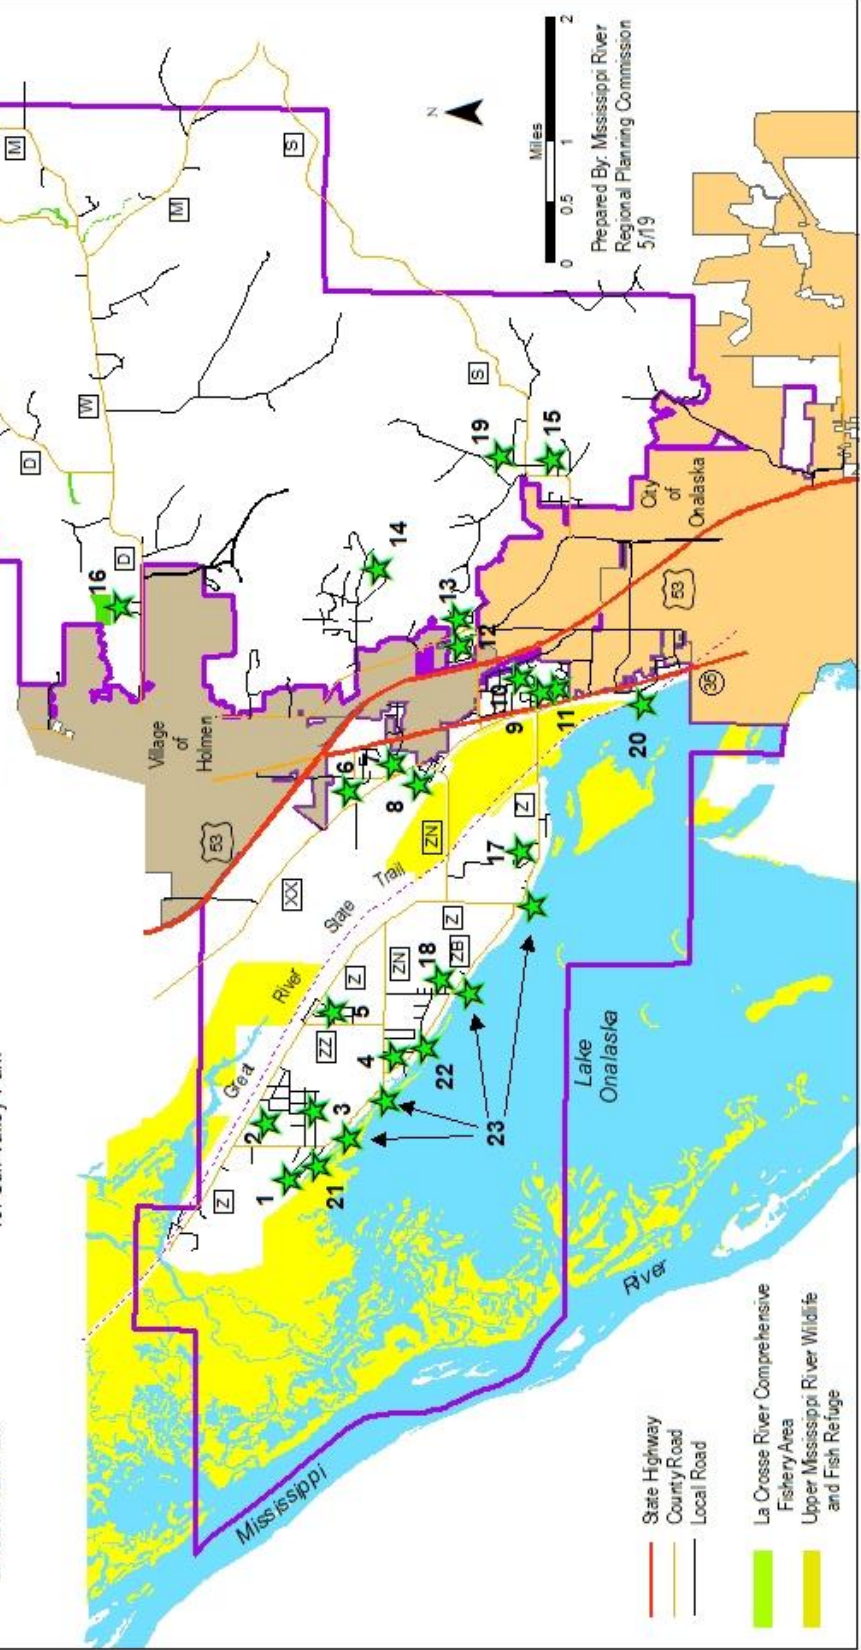 Mississippi
River
Lake
Onalaska
Great
River
State
Trail
Village
of
Holmen
City
of
Onalaska
Z
ZZ
Z
ZN
ZB
Z
ZN
Z
XX
53
53
35
D
D
W
M
M
S
S
1
2
3
4
5
6
7
8
9
10
11
12
13
14
15
16
17
18
19
20
21
22
23
State Highway
County Road
Local Road
La Crosse River Comprehensive
Fishery Area
Upper Mississippi River Wildlife
and Fish Refuge
N
Miles
0 0.5 1 2
Prepared By: Mississippi River
Regional Planning Commission
5/19